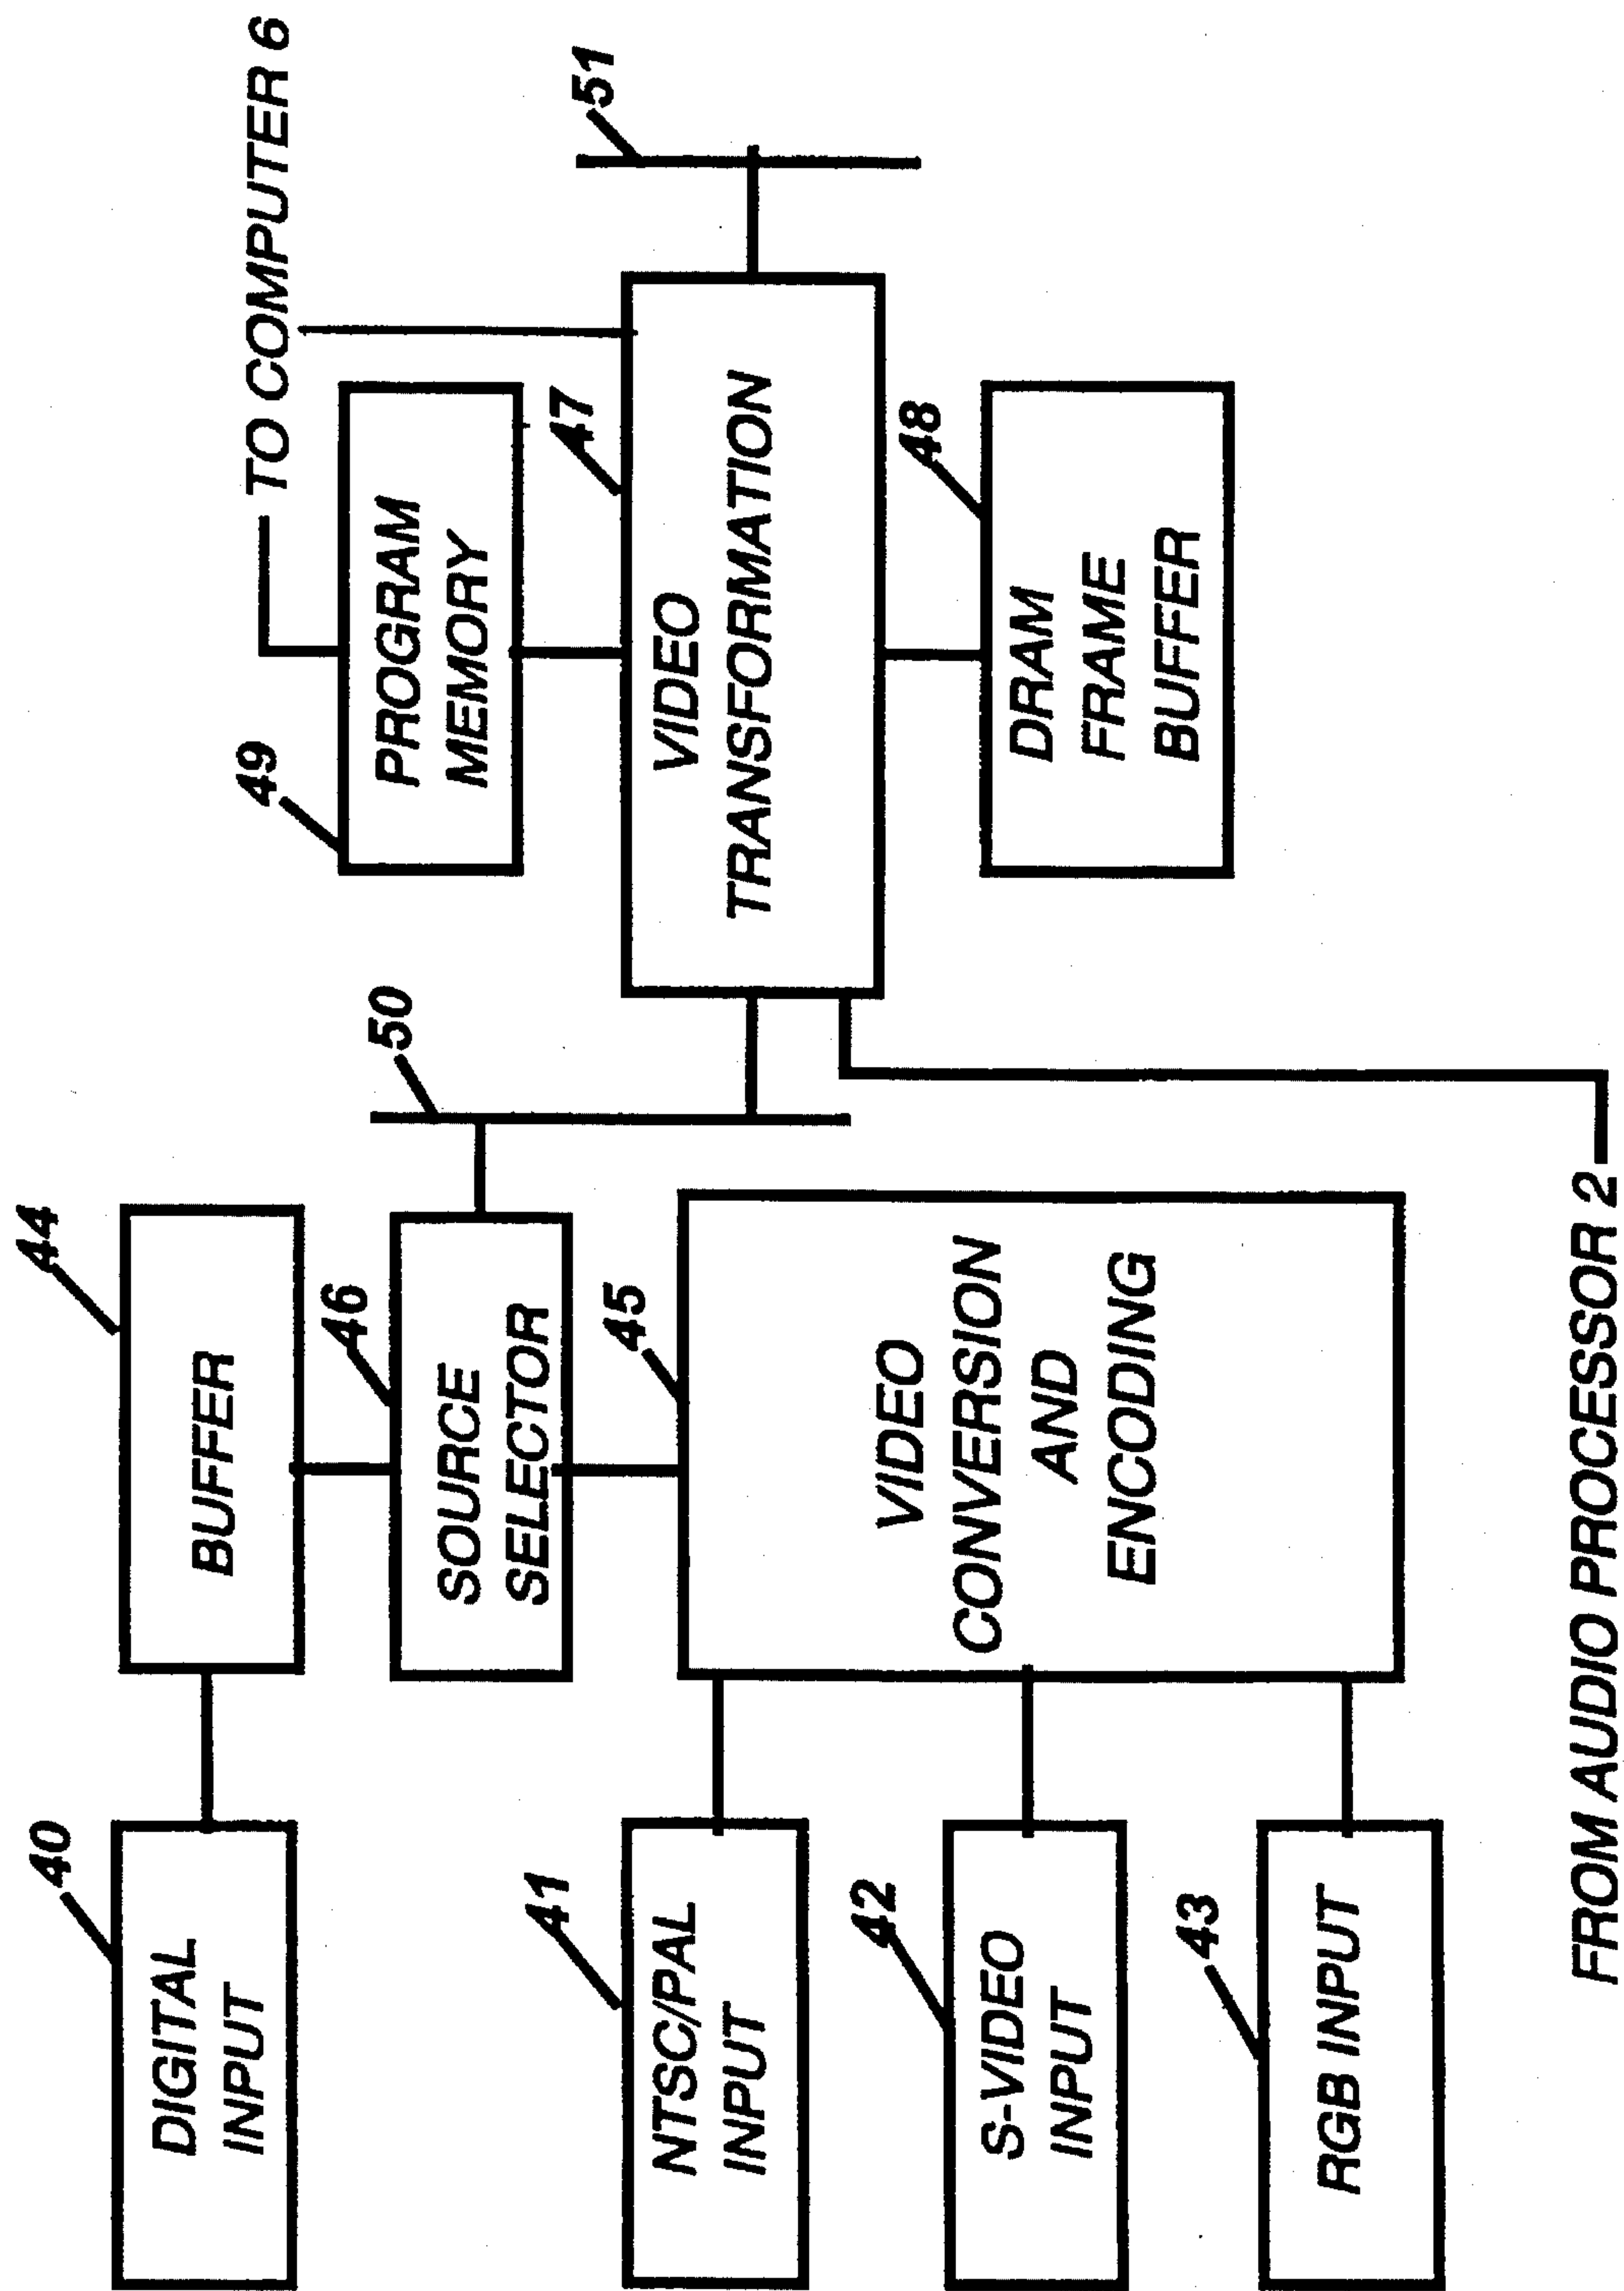 40
DIGITAL
INPUT
41
NTSC/PAL
INPUT
42
S-VIDEO
INPUT
43
RGB INPUT
44
BUFFER
46
SOURCE
SELECTOR
45
VIDEO
CONVERSION
AND
ENCODING
50
49
PROGRAM
MEMORY
TO COMPUTER 6
47
VIDEO
TRANSFORMATION
48
DRAM
FRAME
BUFFER
51
FROM AUDIO PROCESSOR 2